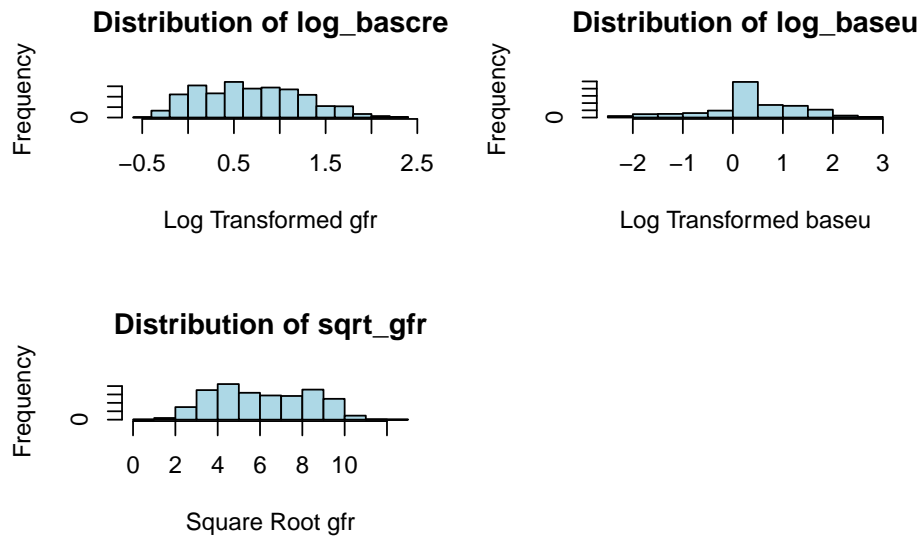 Distribution of log_bascre
Frequency
0
−0.5 0.5 1.5 2.5
Log Transformed gfr
Distribution of log_baseu
Frequency
0
−2 −1 0 1 2 3
Log Transformed baseu
Distribution of sqrt_gfr
Frequency
0
0 2 4 6 8 10
Square Root gfr